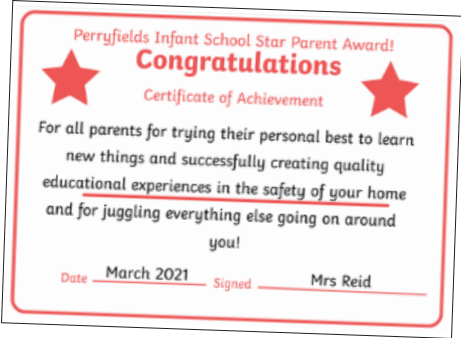 Perryfields Infant School Star Parent Award!
Congratulations
Certificate of Achievement
For all parents for trying their personal best to learn
new things and successfully creating quality
educational experiences in the safety of your home
and for juggling everything else going on around
you!
Date March 2021 Signed Mrs Reid